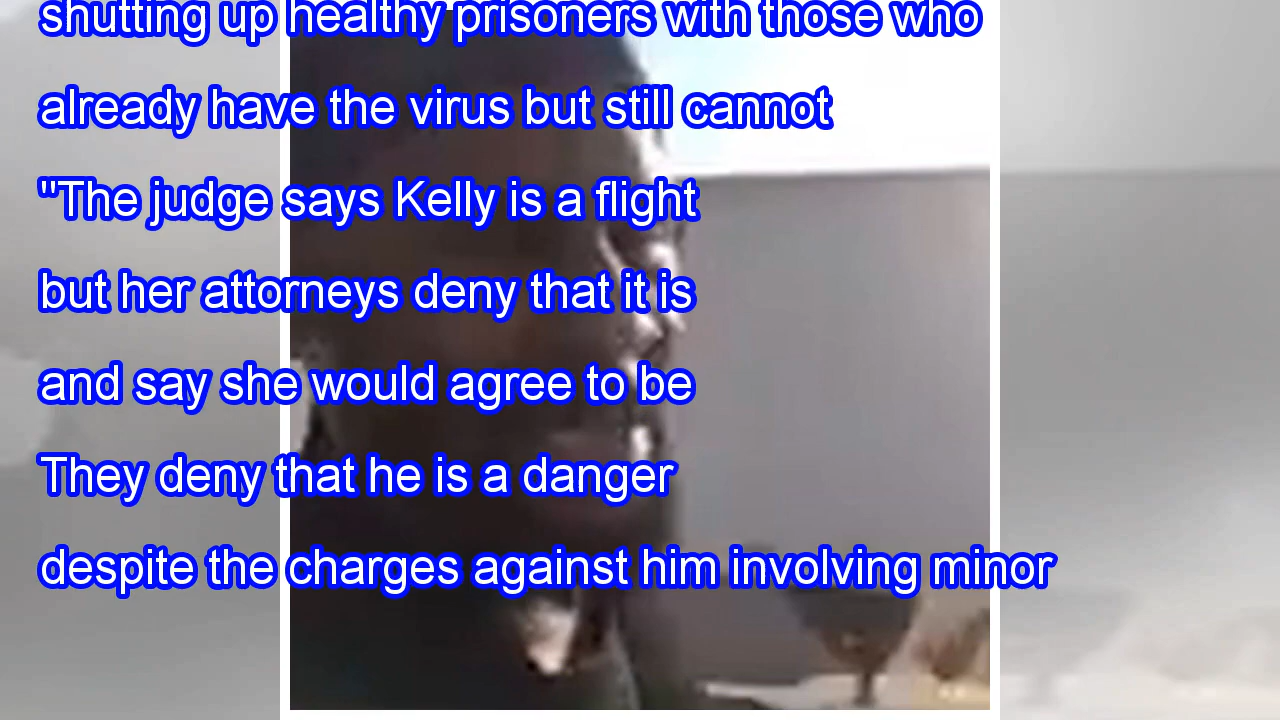 shutting up healthy prisoners with those who
already have the virus but still cannot
"The judge says Kelly is a flight
but her attorneys deny that it is
and say she would agree to be
They deny that he is a danger
despite the charges against him involving minor